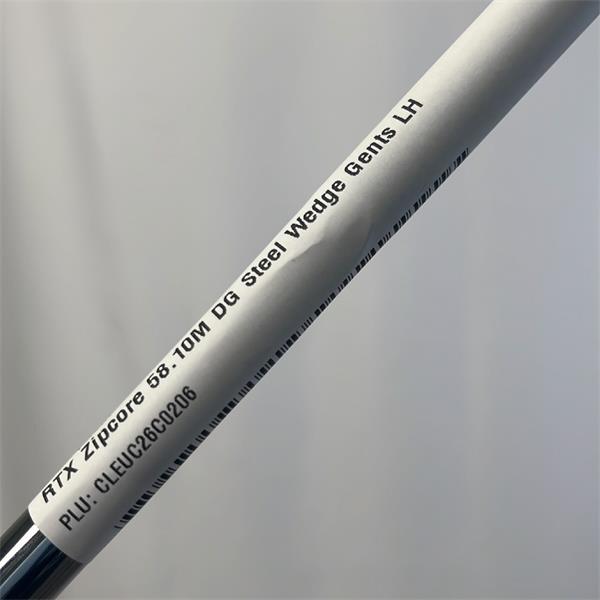 RTX Zipcore 58.10M DG Steel Wedge Gents LH
PLU: CLEUC26C0206